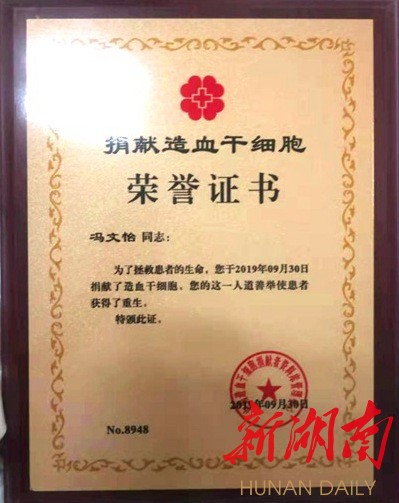 捐献造血干细胞
荣誉证书
冯文怡 同志:
为了拯救患者的生命,您于2019年09月30日
捐献了造血干细胞。您的这一人道善举使患者
获得了重生。
特颁此证。
2019年09月30日
No.8948
新湖南
HUNAN DAILY